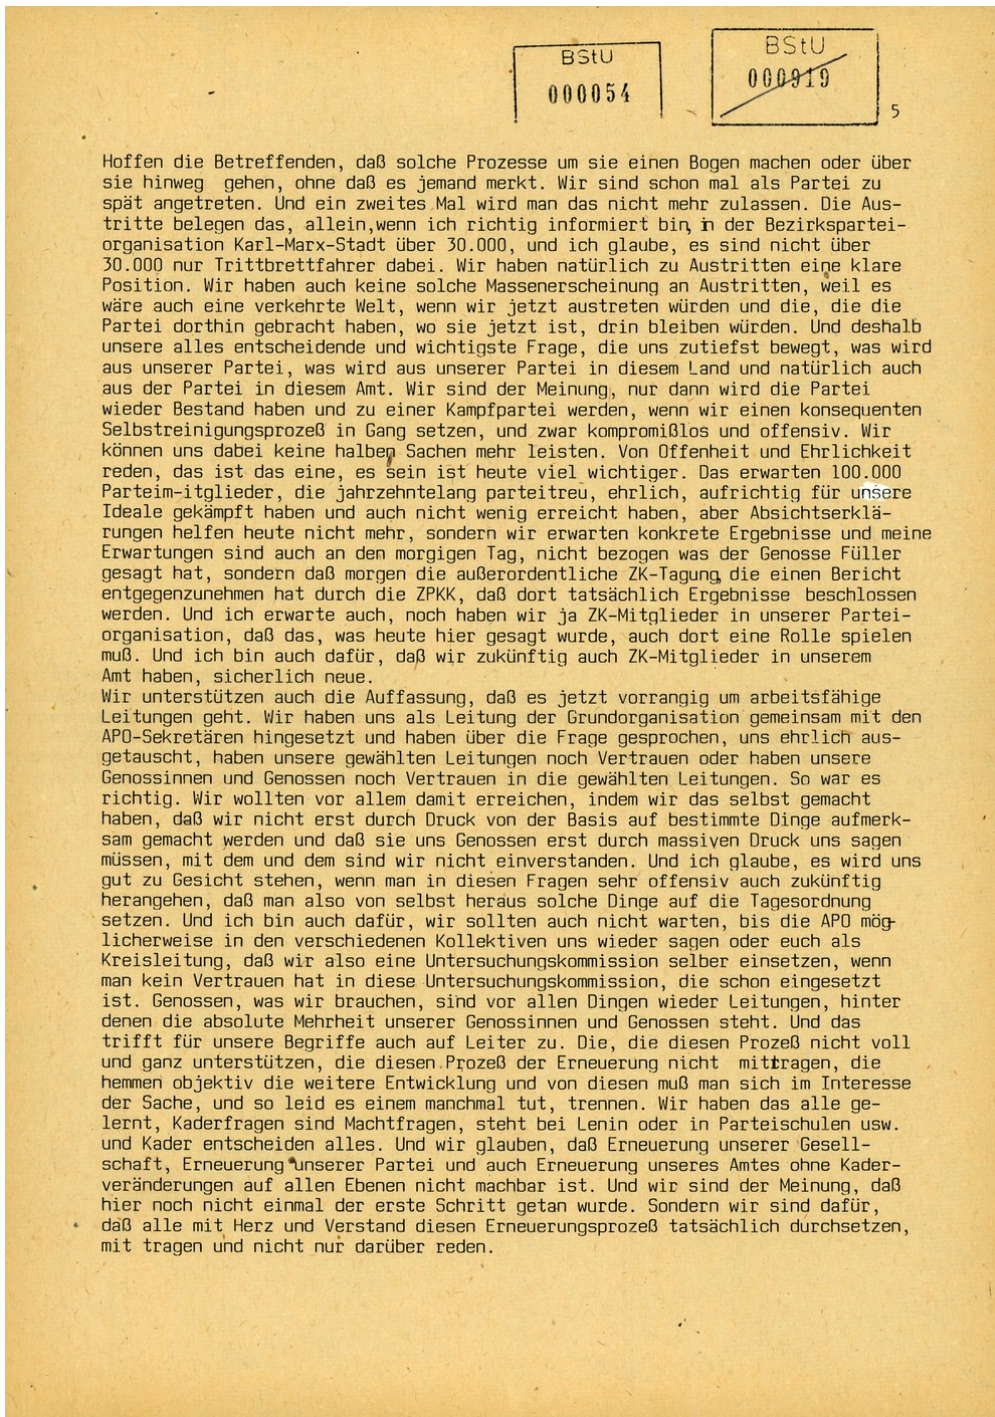 BStU
000054
BStU
000919
5
Hoffen die Betreffenden, daß solche Prozesse um sie einen Bogen machen oder über
sie hinweg gehen, ohne daß es jemand merkt. Wir sind schon mal als Partei zu
spät angetreten. Und ein zweites Mal wird man das nicht mehr zulassen. Die Aus-
tritte belegen das, allein,wenn ich richtig informiert bin, in der Bezirkspartei-
organisation Karl-Marx-Stadt über 30.000, und ich glaube, es sind nicht über
30.000 nur Trittbrettfahrer dabei. Wir haben natürlich zu Austritten eine klare
Position. Wir haben auch keine solche Massenerscheinung an Austritten, weil es
wäre auch eine verkehrte Welt, wenn wir jetzt austreten würden und die, die die
Partei dorthin gebracht haben, wo sie jetzt ist, drin bleiben würden. Und deshalb
unsere alles entscheidende und wichtigste Frage, die uns zutiefst bewegt, was wird
aus unserer Partei, was wird aus unserer Partei in diesem Land und natürlich auch
aus der Partei in diesem Amt. Wir sind der Meinung, nur dann wird die Partei
wieder Bestand haben und zu einer Kampfpartei werden, wenn wir einen konsequenten
Selbstreinigungsprozeß in Gang setzen, und zwar kompromißlos und offensiv. Wir
können uns dabei keine halben Sachen mehr leisten. Von Offenheit und Ehrlichkeit
reden, das ist das eine, es sein ist heute viel wichtiger. Das erwarten 100.000
Parteim-itglieder, die jahrzehntelang parteitreu, ehrlich, aufrichtig für unsere
Ideale gekämpft haben und auch nicht wenig erreicht haben, aber Absichtserklä-
rungen helfen heute nicht mehr, sondern wir erwarten konkrete Ergebnisse und meine
Erwartungen sind auch an den morgigen Tag, nicht bezogen was der Genosse Füller
gesagt hat, sondern daß morgen die außerordentliche ZK-Tagung, die einen Bericht
entgegenzunehmen hat durch die ZPKK, daß dort tatsächlich Ergebnisse beschlossen
werden. Und ich erwarte auch, noch haben wir ja ZK-Mitglieder in unserer Partei-
organisation, daß das, was heute hier gesagt wurde, auch dort eine Rolle spielen
muß. Und ich bin auch dafür, daß wir zukünftig auch ZK-Mitglieder in unserem
Amt haben, sicherlich neue.
Wir unterstützen auch die Auffassung, daß es jetzt vorrangig um arbeitsfähige
Leitungen geht. Wir haben uns als Leitung der Grundorganisation gemeinsam mit den
APO-Sekretären hingesetzt und haben über die Frage gesprochen, uns ehrlich aus-
getauscht, haben unsere gewählten Leitungen noch Vertrauen oder haben unsere
Genossinnen und Genossen noch Vertrauen in die gewählten Leitungen. So war es
richtig. Wir wollten vor allem damit erreichen, indem wir das selbst gemacht
haben, daß wir nicht erst durch Druck von der Basis auf bestimmte Dinge aufmerk-
sam gemacht werden und daß sie uns Genossen erst durch massiven Druck uns sagen
müssen, mit dem und dem sind wir nicht einverstanden. Und ich glaube, es wird uns
gut zu Gesicht stehen, wenn man in diesen Fragen sehr offensiv auch zukünftig
herangehen, daß man also von selbst heraus solche Dinge auf die Tagesordnung
setzen. Und ich bin auch dafür, wir sollten auch nicht warten, bis die APO mög-
licherweise in den verschiedenen Kollektiven uns wieder sagen oder euch als
Kreisleitung, daß wir also eine Untersuchungskommission selber einsetzen, wenn
man kein Vertrauen hat in diese Untersuchungskommission, die schon eingesetzt
ist. Genossen, was wir brauchen, sind vor allen Dingen wieder Leitungen, hinter
denen die absolute Mehrheit unserer Genossinnen und Genossen steht. Und das
trifft für unsere Begriffe auch auf Leiter zu. Die, die diesen Prozeß nicht voll
und ganz unterstützen, die diesen Prozeß der Erneuerung nicht mittragen, die
hemmen objektiv die weitere Entwicklung und von diesen muß man sich im Interesse
der Sache, und so leid es einem manchmal tut, trennen. Wir haben das alle ge-
lernt, Kaderfragen sind Machtfragen, steht bei Lenin oder in Parteischulen usw.
und Kader entscheiden alles. Und wir glauben, daß Erneuerung unserer Gesell-
schaft, Erneuerung unserer Partei und auch Erneuerung unseres Amtes ohne Kader-
veränderungen auf allen Ebenen nicht machbar ist. Und wir sind der Meinung, daß
hier noch nicht einmal der erste Schritt getan wurde. Sondern wir sind dafür,
daß alle mit Herz und Verstand diesen Erneuerungsprozeß tatsächlich durchsetzen,
mit tragen und nicht nur darüber reden.